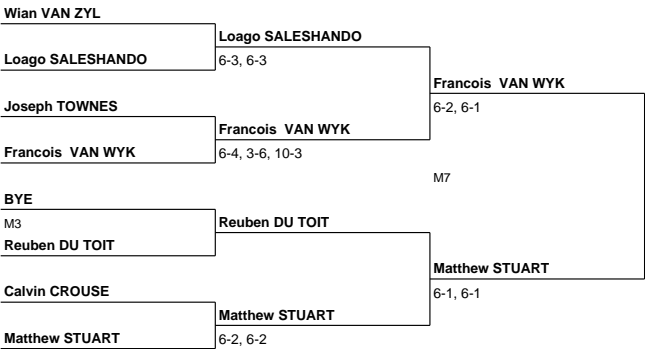 Wian VAN ZYL
Loago SALESHANDO
Loago SALESHANDO
6-3, 6-3
Francois  VAN WYK
Joseph TOWNES
6-2, 6-1
Francois  VAN WYK
Francois  VAN WYK
6-4, 3-6, 10-3
M7
BYE
M3
Reuben DU TOIT
Reuben DU TOIT
Matthew STUART
Calvin CROUSE
6-1, 6-1
Matthew STUART
Matthew STUART
6-2, 6-2